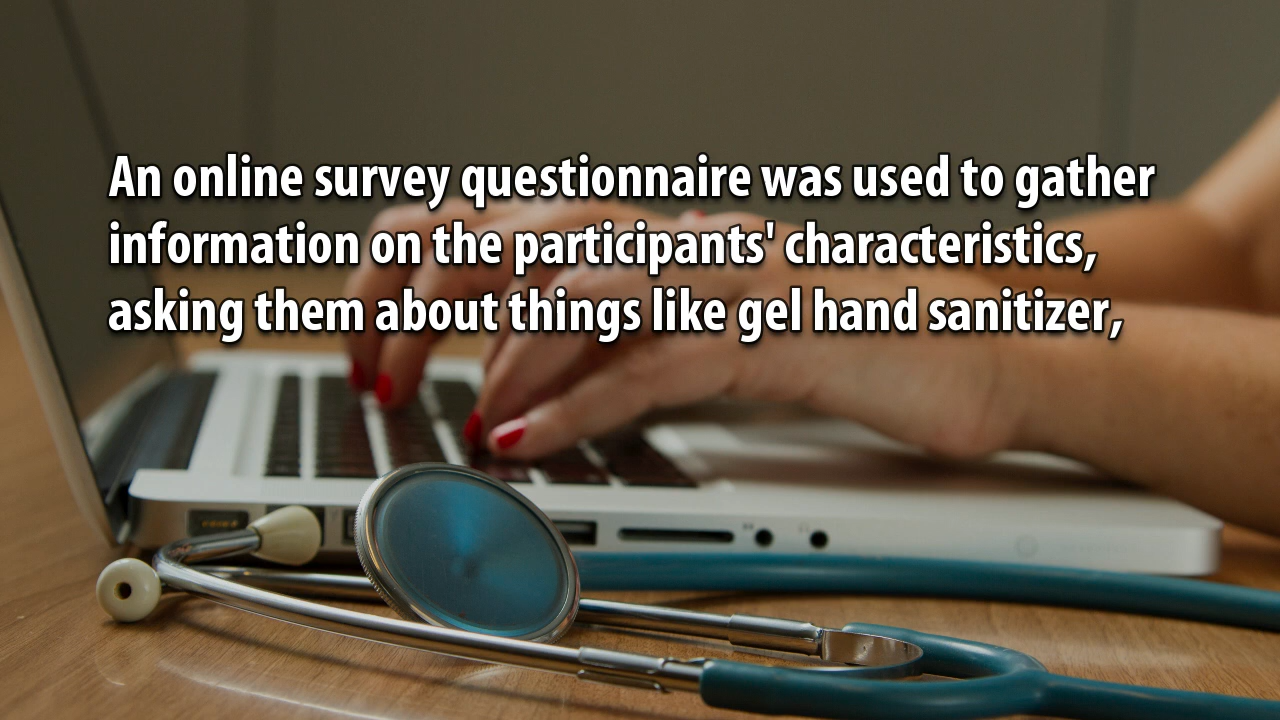 An online survey questionnaire was used to gather
information on the participants' characteristics,
asking them about things like gel hand sanitizer,